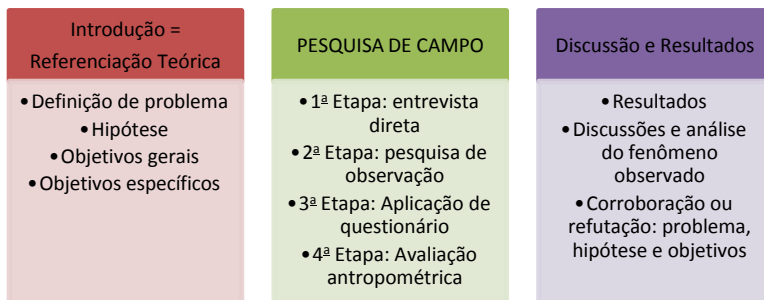 Introdução =
Referenciação Teórica
•Definição de problema
•Hipótese
•Objetivos gerais
•Objetivos específicos
PESQUISA DE CAMPO
•1ª Etapa: entrevista
direta
•2ª Etapa: pesquisa de
observação
•3ª Etapa: Aplicação de
questionário
•4ª Etapa: Avaliação
antropométrica
Discussão e Resultados
•Resultados
•Discussões e análise
do fenômeno
observado
•Corroboração ou
refutação: problema,
hipótese e objetivos